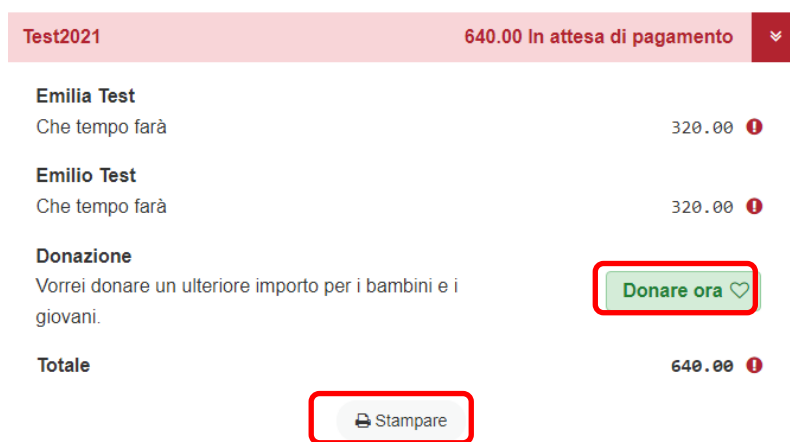 Test2021 640.00 In attesa di pagamento
Emilia Test
Che tempo farà 320.00
Emilio Test
Che tempo farà 320.00
Donazione
Vorrei donare un ulteriore importo per i bambini e i
giovani.
Donare ora
Totale 640.00
Stampare